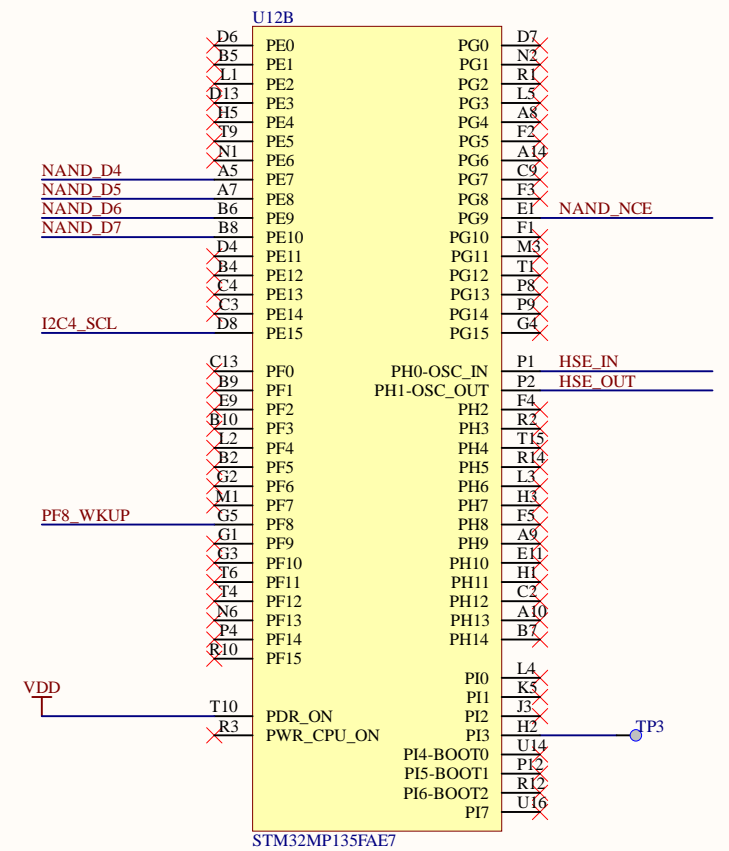 U12B
D6 PE0 PG0 D7
B5 PE1 PG1 N2
L1 PE2 PG2 R1
D13 PE3 PG3 L5
H5 PE4 PG4 A8
T9 PE5 PG5 F2
N1 PE6 PG6 A14
NAND_D4 A5 PE7 PG7 C9
NAND_D5 A7 PE8 PG8 F3
NAND_D6 B6 PE9 PG9 E1 NAND_NCE
NAND_D7 B8 PE10 PG10 F1
D4 PE11 PG11 M3
B4 PE12 PG12 T1
C4 PE13 PG13 P8
C3 PE14 PG14 P9
I2C4_SCL D8 PE15 PG15 G4
C13 PF0 PH0-OSC_IN P1 HSE_IN
B9 PF1 PH1-OSC_OUT P2 HSE_OUT
E9 PF2 PH2 F4
B10 PF3 PH3 R2
L2 PF4 PH4 T15
B2 PF5 PH5 R14
G2 PF6 PH6 L3
M1 PF7 PH7 H3
PF8_WKUP G5 PF8 PH8 F5
G1 PF9 PH9 A9
G3 PF10 PH10 E11
T6 PF11 PH11 H1
T4 PF12 PH12 C2
N6 PF13 PH13 A10
P4 PF14 PH14 B7
R10 PF15
PI0 L4
VDD PI1 K5
T10 PDR_ON PI2 J3
R3 PWR_CPU_ON PI3 H2 TP3
PI4-BOOT0 U14
PI5-BOOT1 P12
PI6-BOOT2 R12
PI7 U16
STM32MP135FAE7